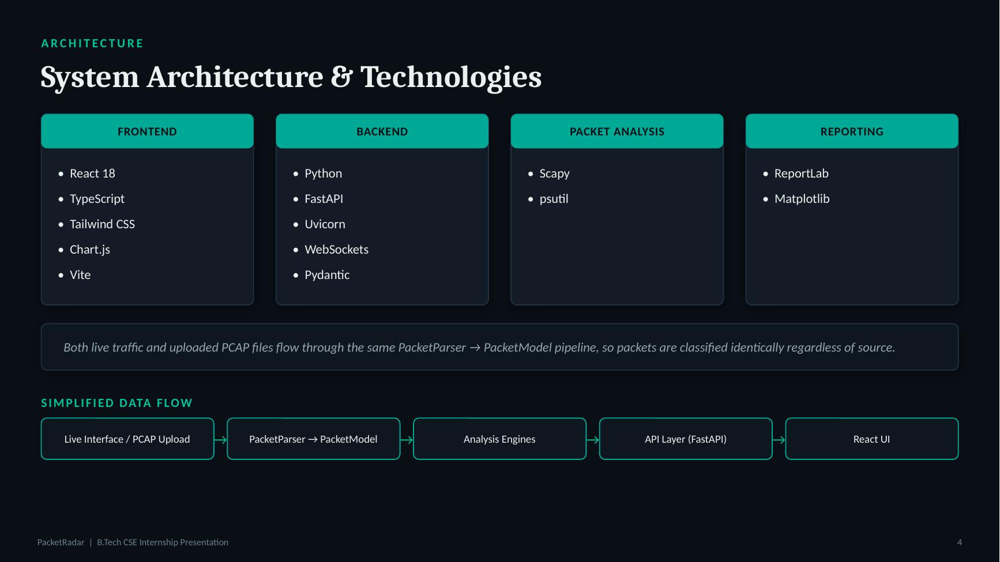 ARCHITECTURE
System Architecture & Technologies
FRONTEND
• React 18
• TypeScript
• Tailwind CSS
• Chart.js
• Vite
BACKEND
• Python
• FastAPI
• Uvicorn
• WebSockets
• Pydantic
PACKET ANALYSIS
• Scapy
• psutil
REPORTING
• ReportLab
• Matplotlib
Both live traffic and uploaded PCAP files flow through the same PacketParser → PacketModel pipeline, so packets are classified identically regardless of source.
SIMPLIFIED DATA FLOW
Live Interface / PCAP Upload
PacketParser → PacketModel
Analysis Engines
API Layer (FastAPI)
React UI
PacketRadar | B.Tech CSE Internship Presentation
4